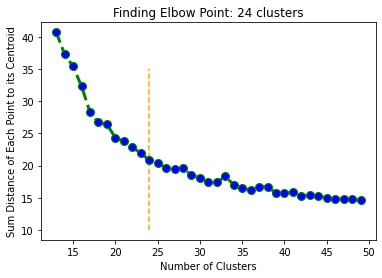 Finding Elbow Point: 24 clusters
Sum Distance of Each Point to its Centroid
40
35
30
25
20
15
10
15 20 25 30 35 40 45 50
Number of Clusters